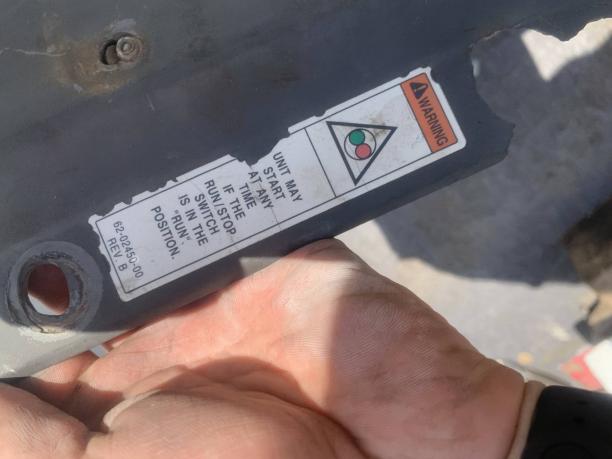 WARNING
UNIT MAY
START
AT ANY
TIME
IF THE
RUN/STOP
SWITCH
IS IN THE
"RUN"
POSITION.
62-02450-00
REV. B